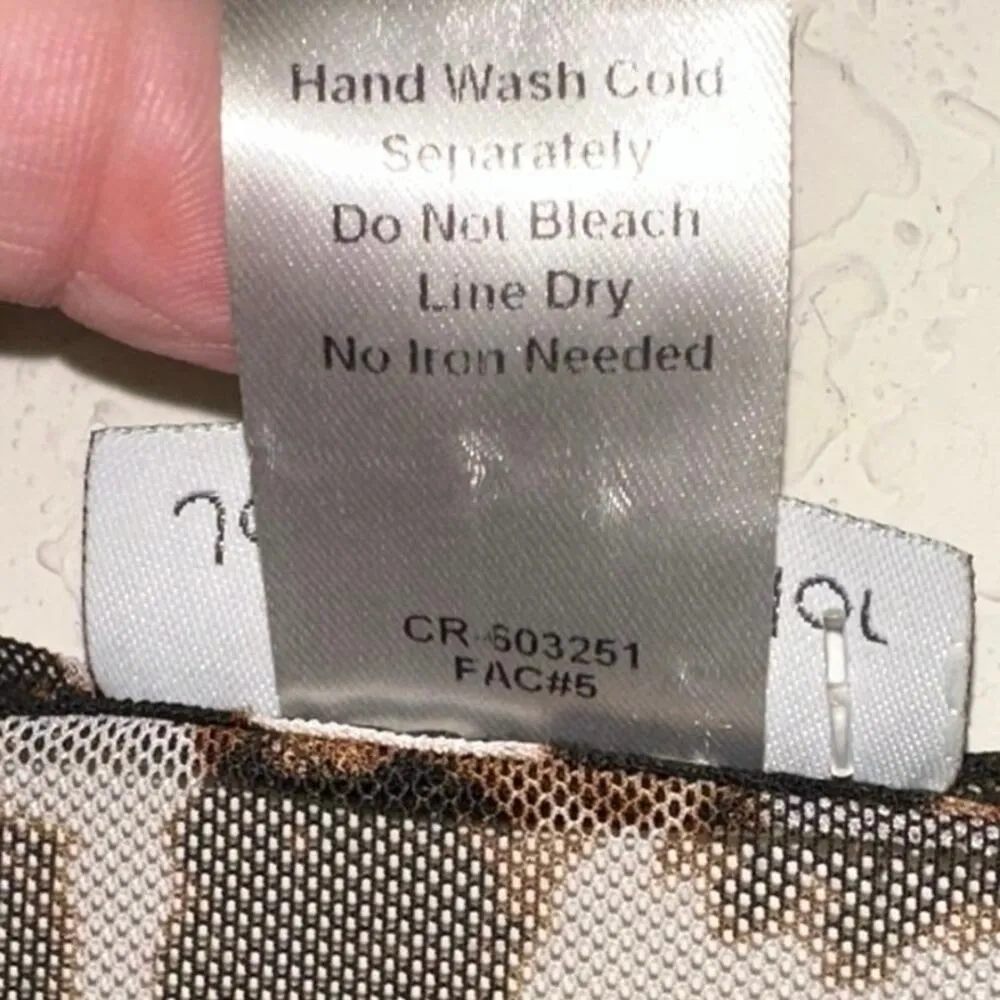 Hand Wash Cold
Separately
Do Not Bleach
Line Dry
No Iron Needed
CR-603251
FAC#5